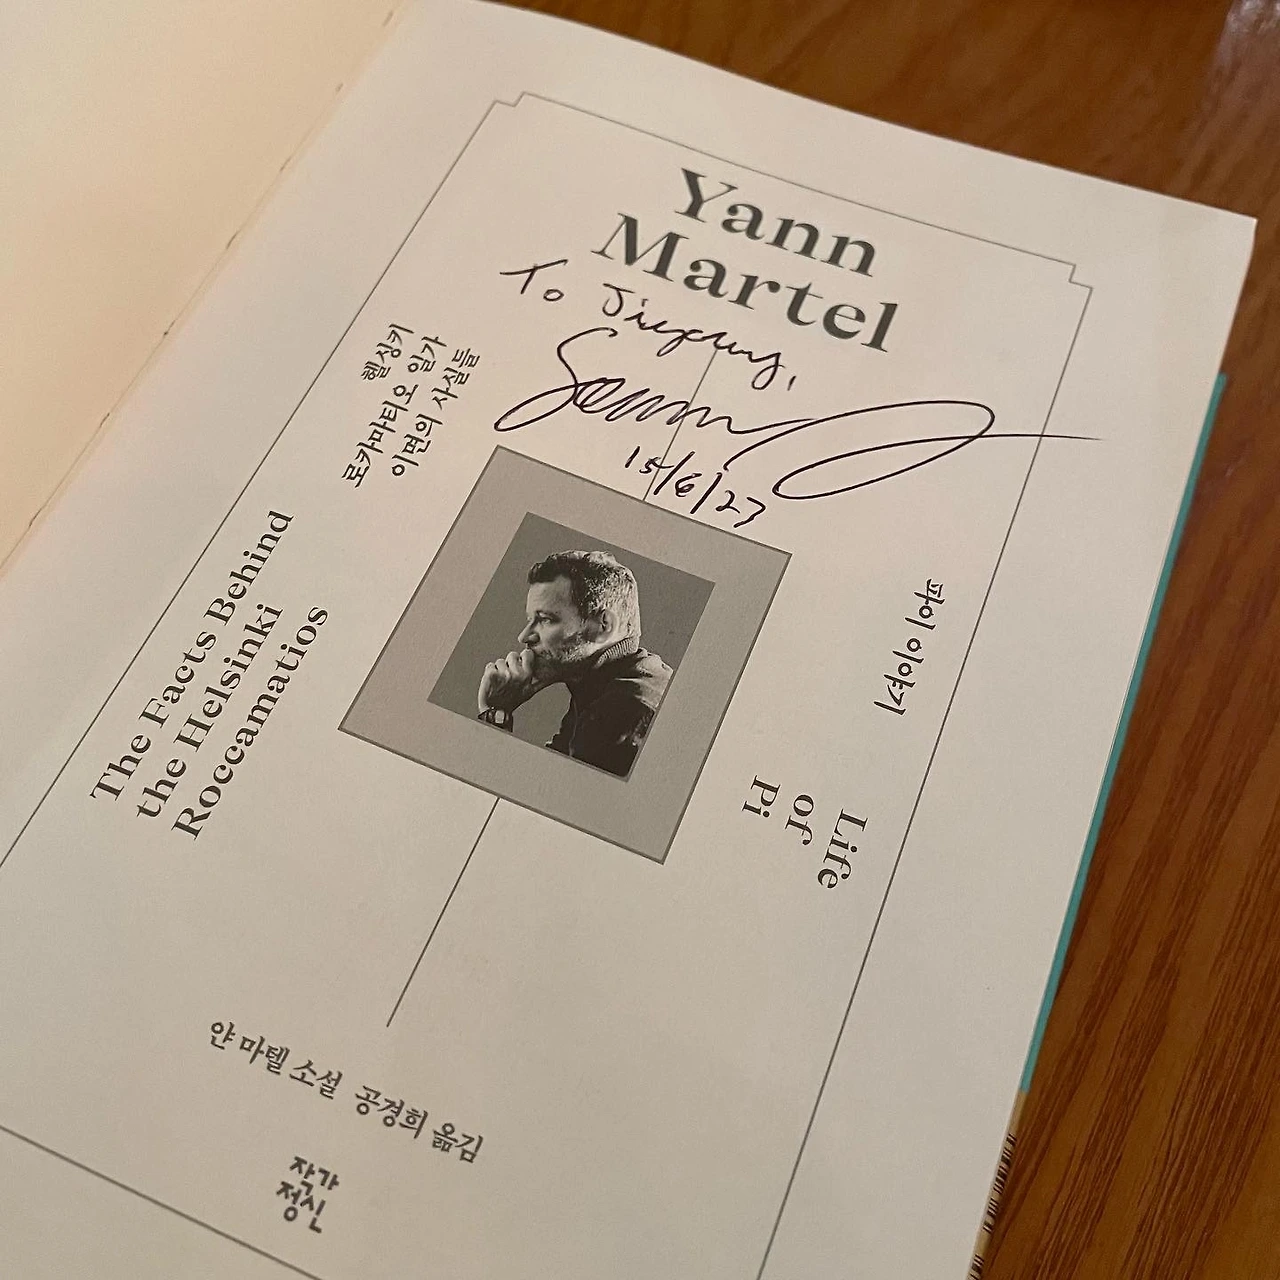 Yann
Martel
To Jiyoung,
15/6/23
헬싱키
로카마티오 일가
이면의 사실들
The Facts Behind
the Helsinki
Roccamatios
파이 이야기
Life
of
Pi
얀 마텔 소설 공경희 옮김
작가
정신